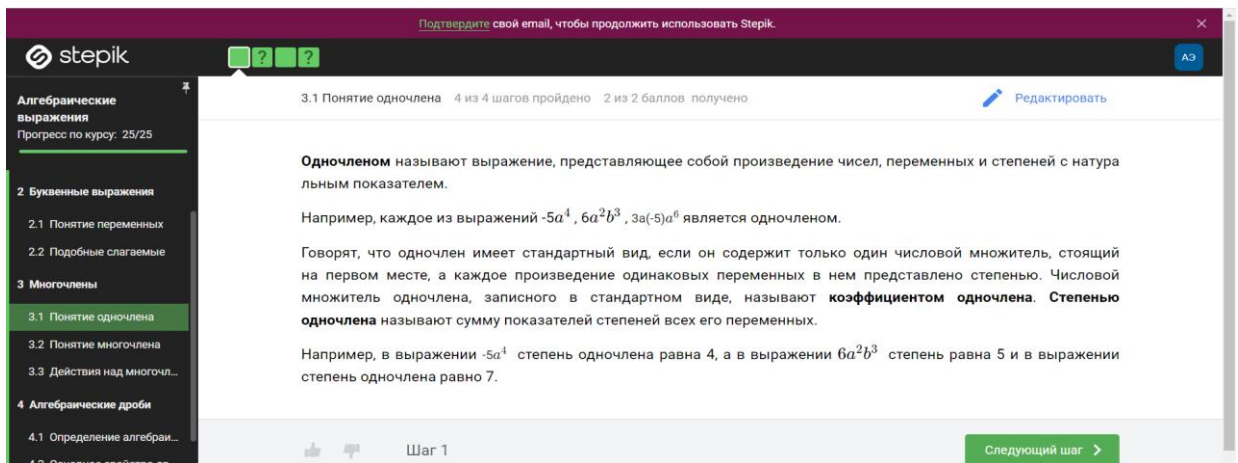 Подтвердите свой email, чтобы продолжить использовать Stepik.
stepik
? ?
АЭ
Алгебраические
выражения
Прогресс по курсу: 25/25
2 Буквенные выражения
2.1 Понятие переменных
2.2 Подобные слагаемые
3 Многочлены
3.1 Понятие одночлена
3.2 Понятие многочлена
3.3 Действия над многочл...
4 Алгебраические дроби
4.1 Определение алгебраи...
3.1 Понятие одночлена 4 из 4 шагов пройдено 2 из 2 баллов получено
Редактировать
Одночленом называют выражение, представляющее собой произведение чисел, переменных и степеней с натура
льным показателем.
Например, каждое из выражений -5a⁴ , 6a²b³ , 3a(-5)a⁶ является одночленом.
Говорят, что одночлен имеет стандартный вид, если он содержит только один числовой множитель, стоящий
на первом месте, а каждое произведение одинаковых переменных в нем представлено степенью. Числовой
множитель одночлена, записного в стандартном виде, называют коэффициентом одночлена. Степенью
одночлена называют сумму показателей степеней всех его переменных.
Например, в выражении -5a⁴ степень одночлена равна 4, а в выражении 6a²b³ степень равна 5 и в выражении
степень одночлена равно 7.
Шаг 1
Следующий шаг